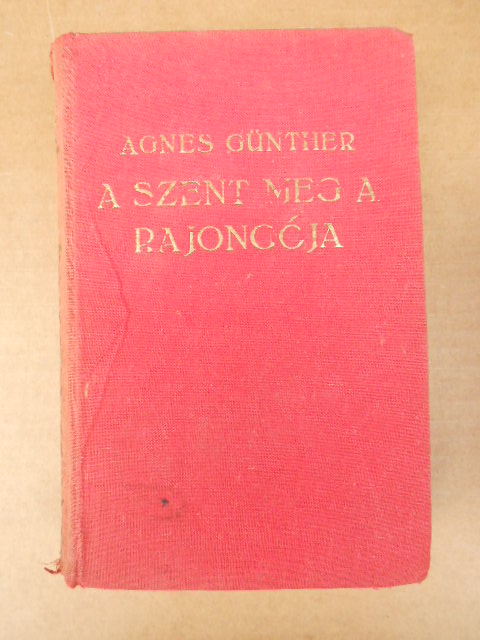 AGNES GÜNTHER
A SZENT MEG A
RAJONGÓJA